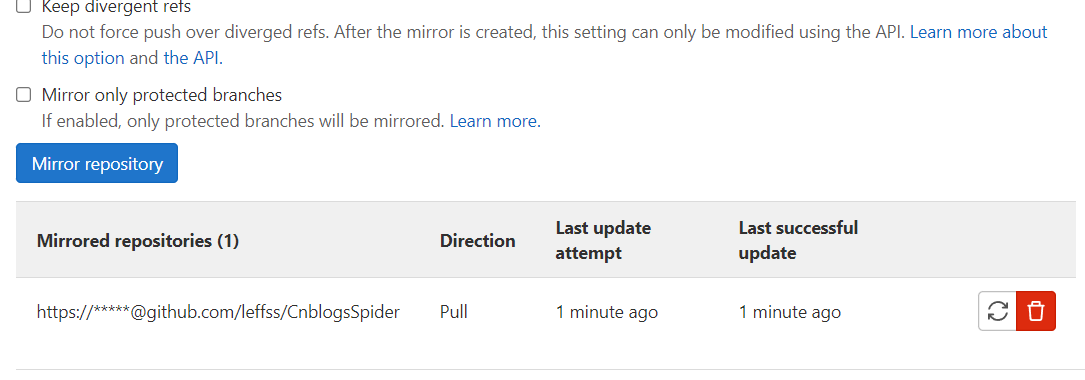 Keep divergent refs
Do not force push over diverged refs. After the mirror is created, this setting can only be modified using the API. Learn more about
this option and the API.
Mirror only protected branches
If enabled, only protected branches will be mirrored. Learn more.
Mirror repository
Mirrored repositories (1) Direction Last update attempt Last successful update
https://*****@github.com/leffss/CnblogsSpider Pull 1 minute ago 1 minute ago